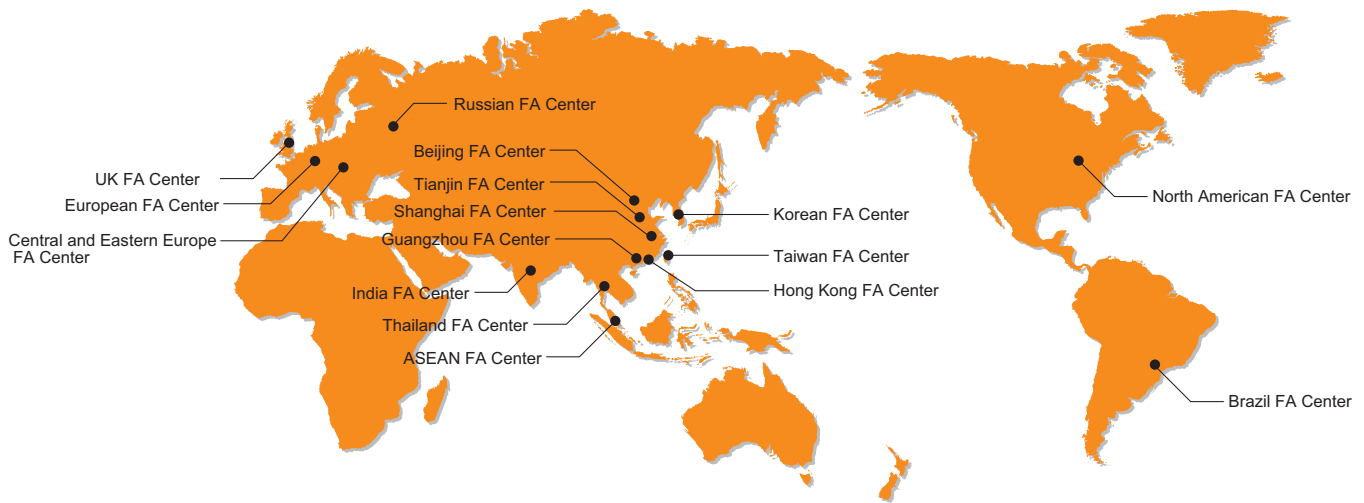 Russian FA Center
Beijing FA Center
UK FA Center
Tianjin FA Center
North American FA Center
European FA Center
Shanghai FA Center
Korean FA Center
Central and Eastern Europe
FA Center
Guangzhou FA Center
Taiwan FA Center
India FA Center
Hong Kong FA Center
Thailand FA Center
ASEAN FA Center
Brazil FA Center